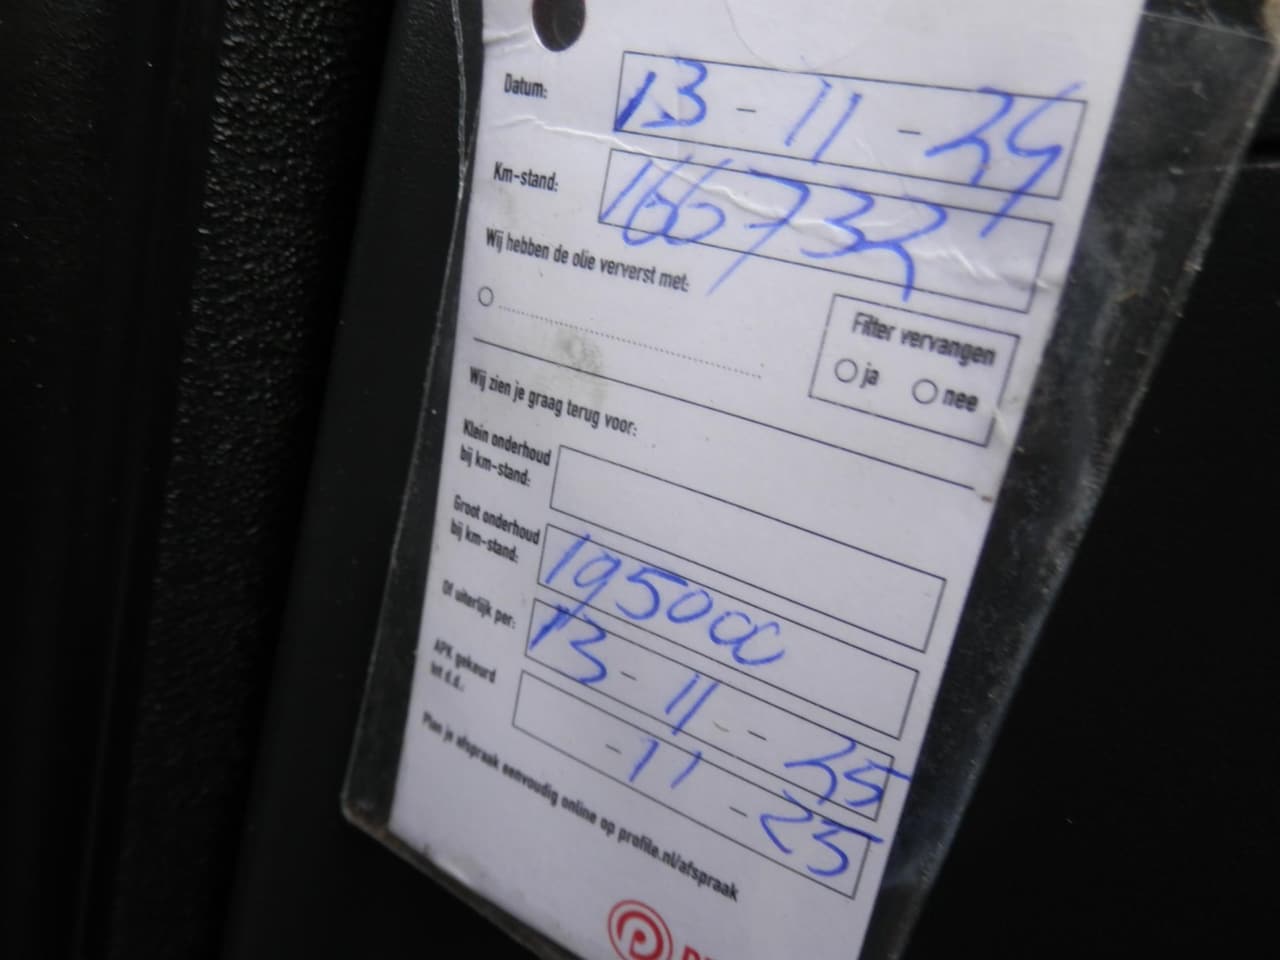 Datum: 13-11-24
Km-stand: 166732
Wij hebben de olie ververst met:
Filter vervangen
ja nee
Wij zien je graag terug voor:
Klein onderhoud
bij km-stand:
Groot onderhoud
bij km-stand: 195000
Of uiterlijk per: 13-11-25
APK gekeurd
tot d.d.: -11-25
Plan je afspraak eenvoudig online op profile.nl/afspraak